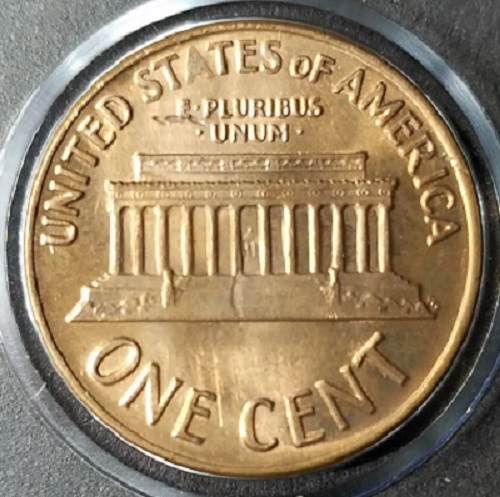 UNITED STATES OF AMERICA
E·PLURIBUS
·UNUM·
ONE CENT